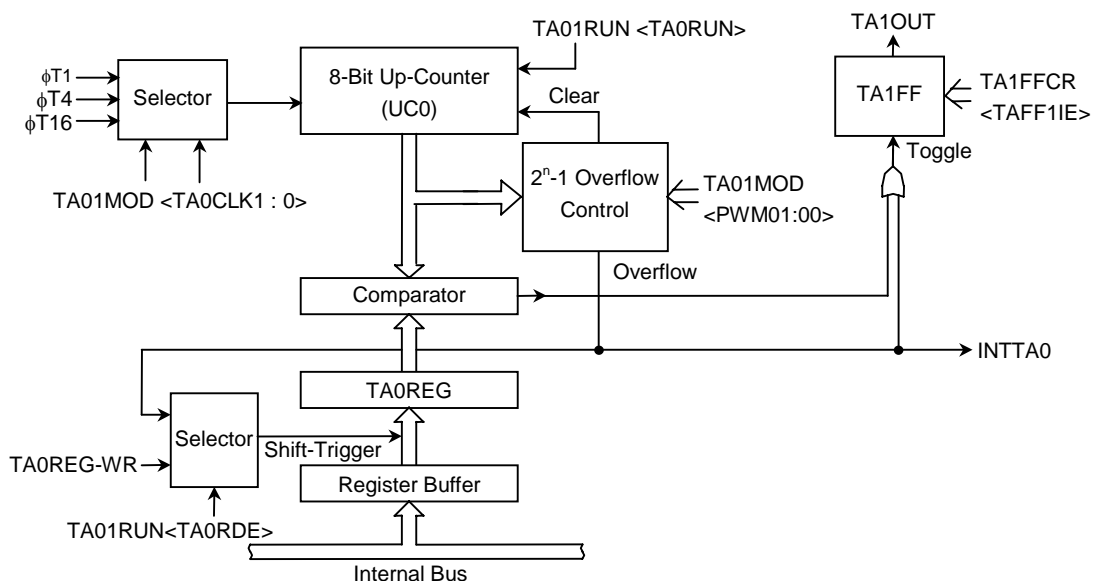 TA1OUT
TA01RUN <TA0RUN>
ϕT1
ϕT4
ϕT16
Selector
8-Bit Up-Counter
(UC0)
Clear
TA1FF
TA1FFCR
<TAFF1IE>
Toggle
TA01MOD <TA0CLK1 : 0>
2ⁿ-1 Overflow
Control
TA01MOD
<PWM01:00>
Overflow
Comparator
INTTA0
TA0REG
Selector
Shift-Trigger
TA0REG-WR
Register Buffer
TA01RUN<TA0RDE>
Internal Bus